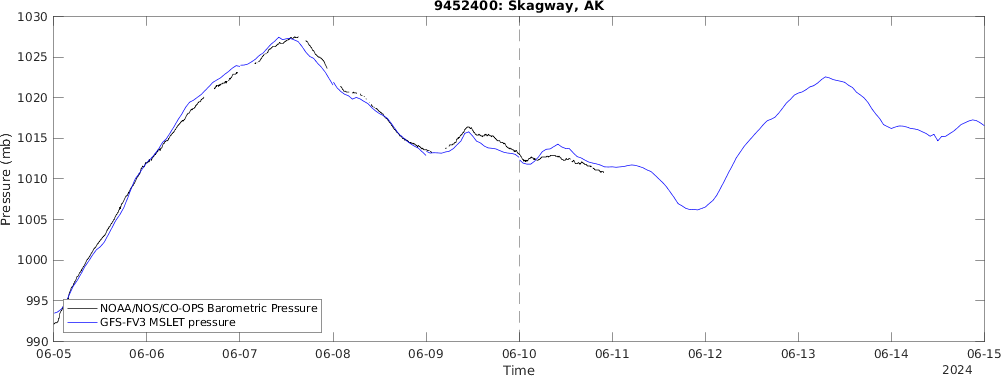 9452400: Skagway, AK
1030
1025
1020
1015
1010
1005
1000
995
990
Pressure (mb)
NOAA/NOS/CO-OPS Barometric Pressure
GFS-FV3 MSLET pressure
06-05 06-06 06-07 06-08 06-09 06-10 06-11 06-12 06-13 06-14 06-15
Time
2024